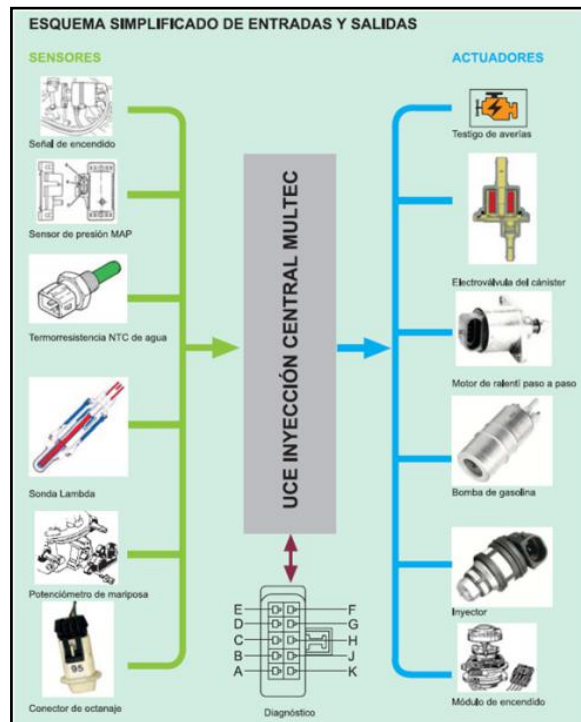 ESQUEMA SIMPLIFICADO DE ENTRADAS Y SALIDAS
SENSORES
Señal de encendido
Sensor de presión MAP
Termorresistencia NTC de agua
Sonda Lambda
Potenciómetro de mariposa
95
Conector de octanaje
UCE INYECCIÓN CENTRAL MULTEC
E
D
C
B
A
F
G
H
J
K
Diagnóstico
ACTUADORES
Testigo de averías
Electroválvula del cánister
Motor de ralentí paso a paso
Bomba de gasolina
Inyector
Módulo de encendido